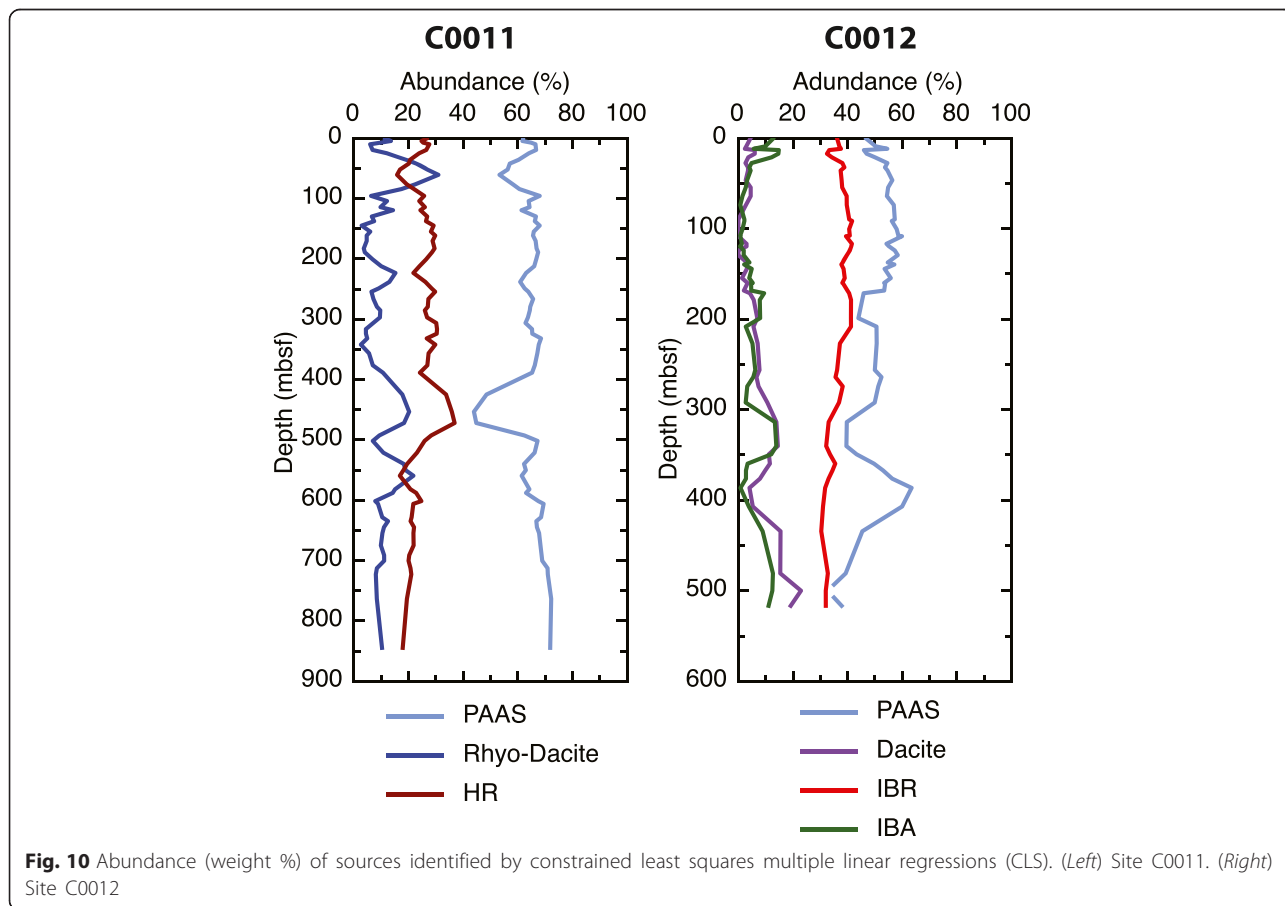 C0011
Abundance (%)
0 20 40 60 80 100
0
100
200
300
400
500
600
700
800
900
Depth (mbsf)
PAAS
Rhyo-Dacite
HR
C0012
Adundance (%)
0 20 40 60 80 100
0
100
200
300
400
500
600
Depth (mbsf)
PAAS
Dacite
IBR
IBA
Fig. 10 Abundance (weight %) of sources identified by constrained least squares multiple linear regressions (CLS). (Left) Site C0011. (Right)
Site C0012